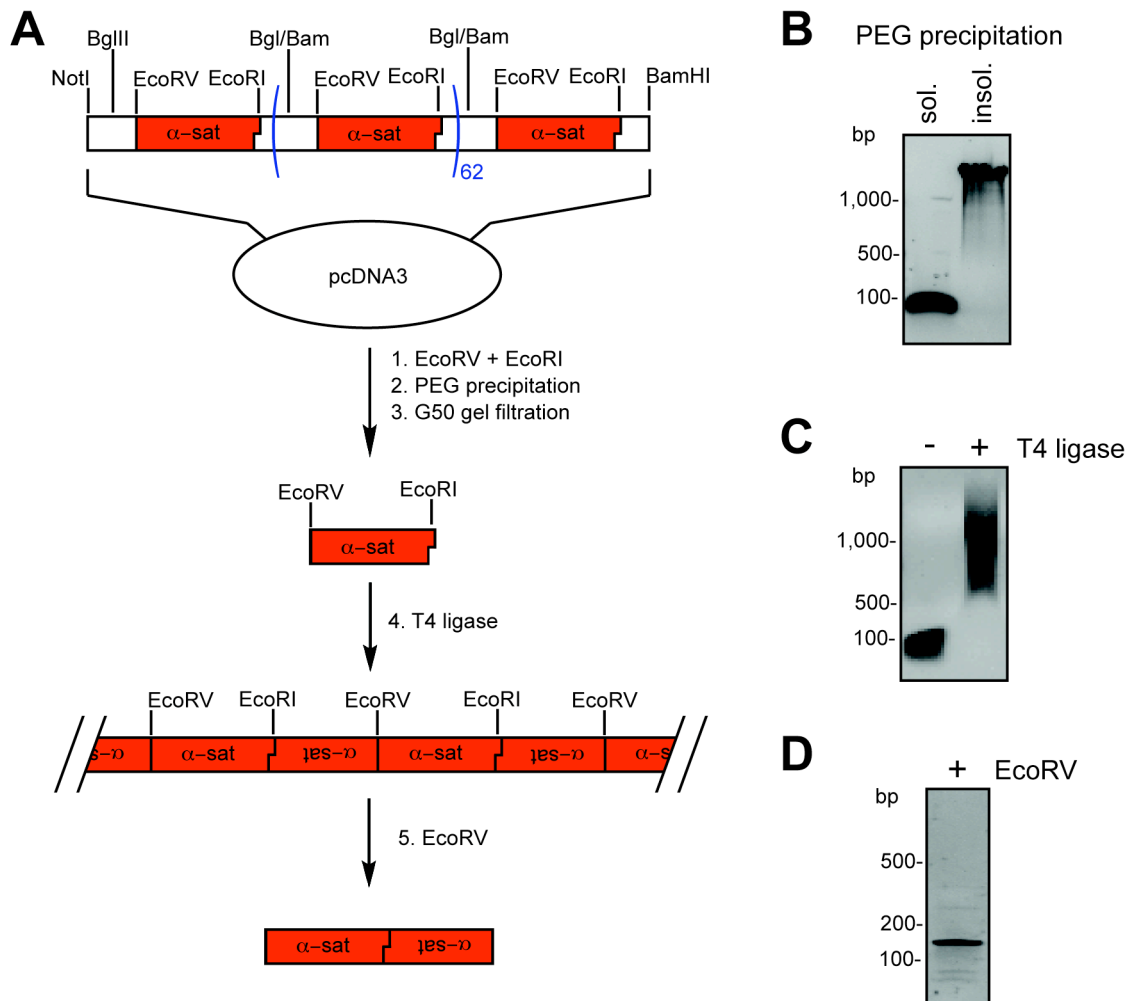 A
BglII
Bgl/Bam
Bgl/Bam
NotI
EcoRV
EcoRI
EcoRV
EcoRI
EcoRV
EcoRI
BamHI
α–sat
α–sat
α–sat
62
pcDNA3
1. EcoRV + EcoRI
2. PEG precipitation
3. G50 gel filtration
EcoRV
EcoRI
α–sat
4. T4 ligase
EcoRV
EcoRI
EcoRV
EcoRI
EcoRV
α–s
α–sat
α–sat
α–sat
α–sat
α–s
5. EcoRV
α–sat
α–sat
B
PEG precipitation
sol.
insol.
bp
1,000-
500-
100-
C
- + T4 ligase
bp
1,000-
500-
100-
D
+ EcoRV
bp
500-
200-
100-